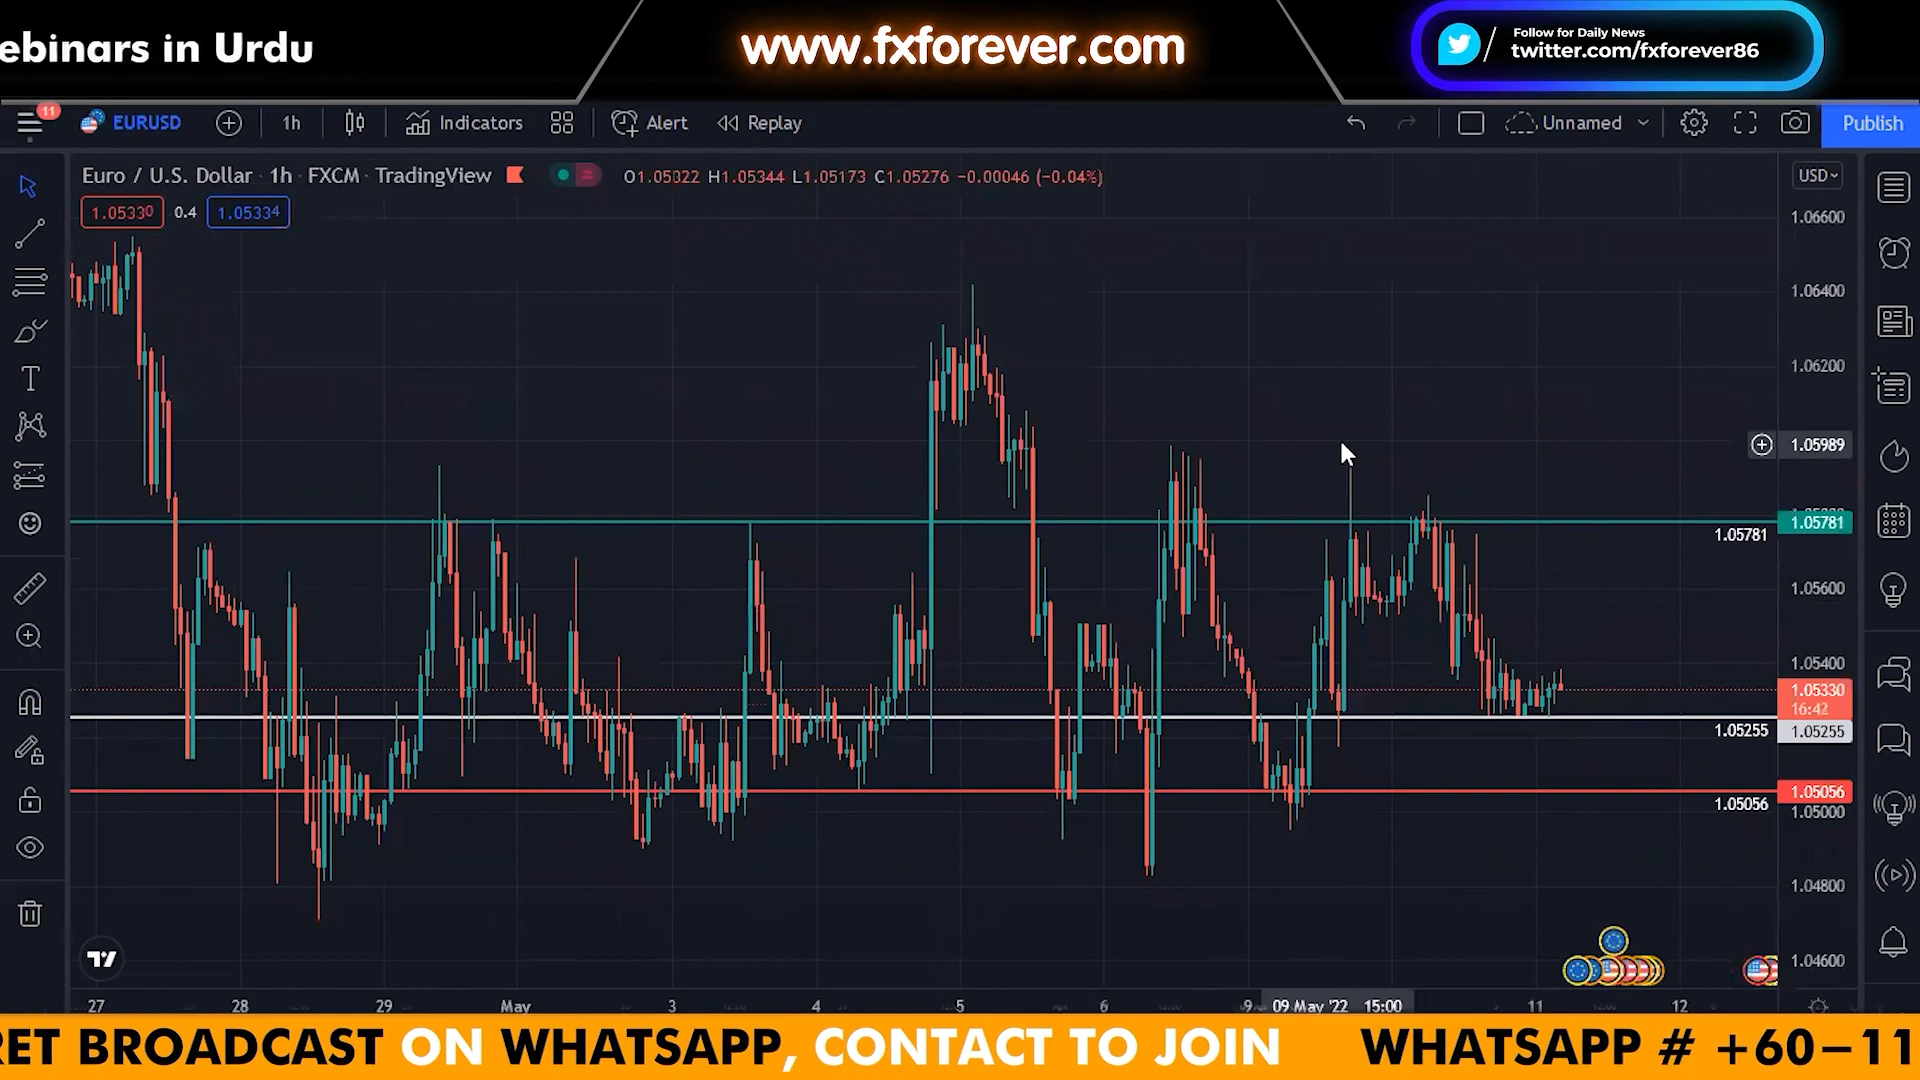 ebinars in Urdu
www.fxforever.com
Follow for Daily News
twitter.com/fxforever86
11
EURUSD
1h
Indicators
Alert
Replay
Unnamed
Publish
Euro / U.S. Dollar · 1h · FXCM · TradingView
H1.05344 L1.05173 C1.05276 −0.00046 (−0.04%)
USD
1.05330
0.4
1.05334
1.06600
1.06400
1.06200
1.05989
1.05781
1.05781
1.05600
1.05400
1.05330
16:42
1.05255
1.05255
1.05056
1.05056
1.05000
1.04800
1.04600
27 28 29 May 3 4 5 6 9 09 May '22 15:00 11 12
RET BROADCAST ON WHATSAPP, CONTACT TO JOIN WHATSAPP # +60–11